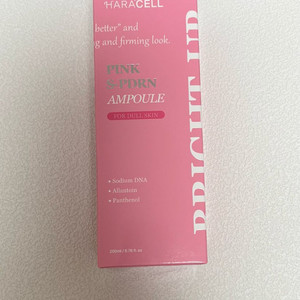 HARACELL
better" and
g and firming look.
PINK
S-PDRN
AMPOULE
FOR DULL SKIN
• Sodium DNA
• Allantoin
• Panthenol
BRIGHT UP